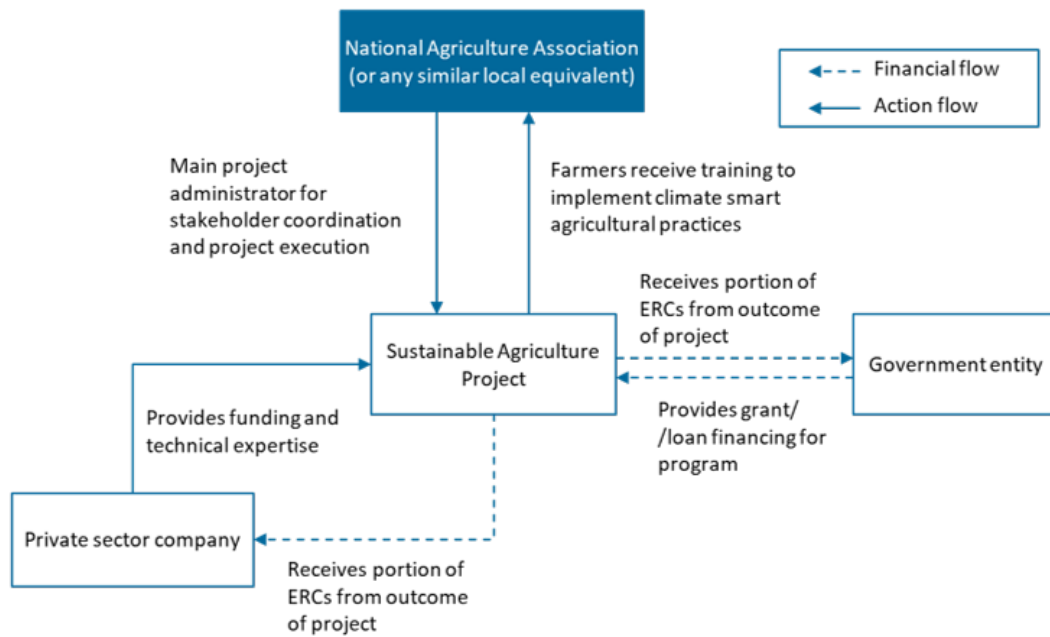 National Agriculture Association
(or any similar local equivalent)
Financial flow
Action flow
Main project
administrator for
stakeholder coordination
and project execution
Farmers receive training to
implement climate smart
agricultural practices
Receives portion of
ERCs from outcome
of project
Sustainable Agriculture
Project
Government entity
Provides funding and
technical expertise
Provides grant/
/loan financing for
program
Private sector company
Receives portion of
ERCs from outcome
of project